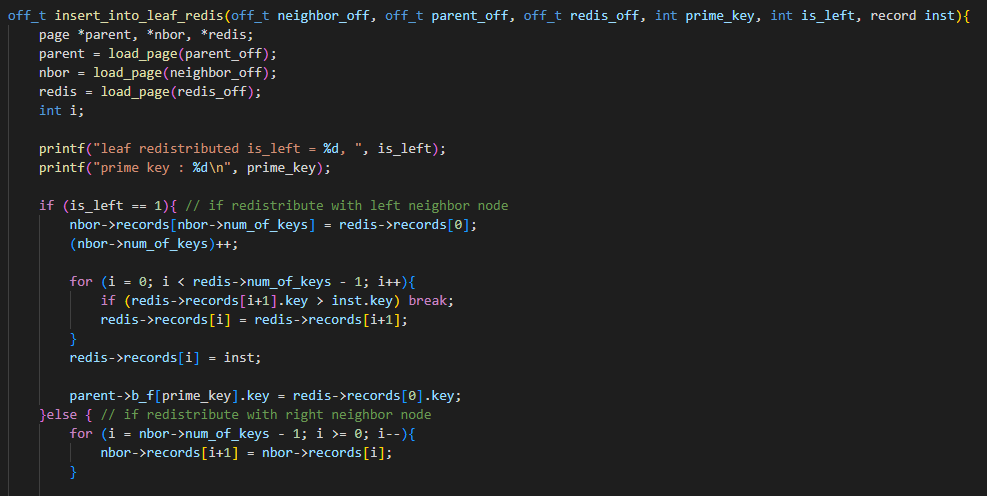 off_t insert_into_leaf_redis(off_t neighbor_off, off_t parent_off, off_t redis_off, int prime_key, int is_left, record inst){
    page *parent, *nbor, *redis;
    parent = load_page(parent_off);
    nbor = load_page(neighbor_off);
    redis = load_page(redis_off);
    int i;

    printf("leaf redistributed is_left = %d, ", is_left);
    printf("prime key : %d\n", prime_key);

    if (is_left == 1){ // if redistribute with left neighbor node
        nbor->records[nbor->num_of_keys] = redis->records[0];
        (nbor->num_of_keys)++;

        for (i = 0; i < redis->num_of_keys - 1; i++){
            if (redis->records[i+1].key > inst.key) break;
            redis->records[i] = redis->records[i+1];
        }
        redis->records[i] = inst;

        parent->b_f[prime_key].key = redis->records[0].key;
    }else { // if redistribute with right neighbor node
        for (i = nbor->num_of_keys - 1; i >= 0; i--){
            nbor->records[i+1] = nbor->records[i];
        }